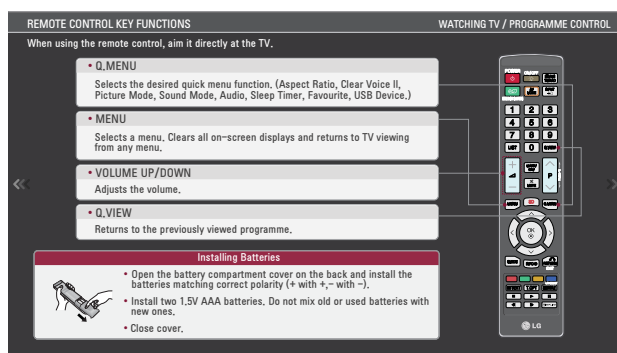 REMOTE CONTROL KEY FUNCTIONS
WATCHING TV / PROGRAMME CONTROL
When using the remote control, aim it directly at the TV.
• Q.MENU
Selects the desired quick menu function. (Aspect Ratio, Clear Voice II,
Picture Mode, Sound Mode, Audio, Sleep Timer, Favourite, USB Device.)
• MENU
Selects a menu. Clears all on-screen displays and returns to TV viewing
from any menu.
• VOLUME UP/DOWN
Adjusts the volume.
• Q.VIEW
Returns to the previously viewed programme.
Installing Batteries
• Open the battery compartment cover on the back and install the
batteries matching correct polarity (+ with +,- with -).
• Install two 1.5V AAA batteries. Do not mix old or used batteries with
new ones.
• Close cover.
POWER
1 2 3
4 5 6
7 8 9
LIST 0
+
P
-
OK
LG